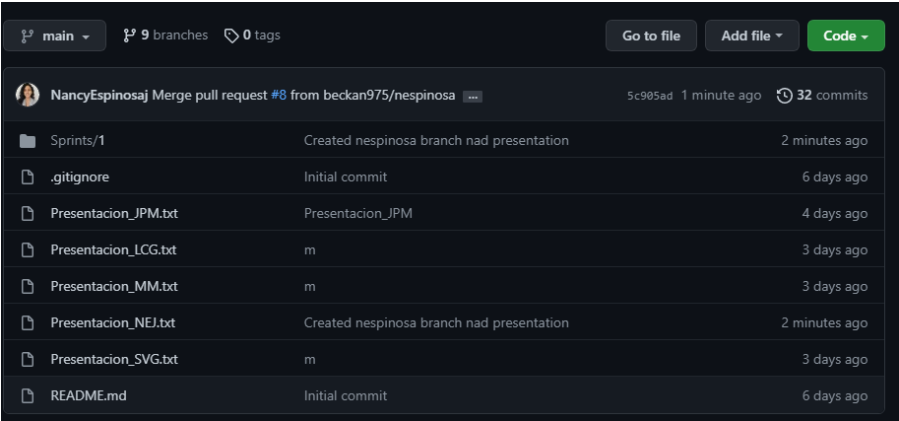 main 9 branches 0 tags Go to file Add file Code
NancyEspinosaj Merge pull request #8 from beckan975/nespinosa ... 5c905ad 1 minute ago 32 commits
Sprints/1 Created nespinosa branch nad presentation 2 minutes ago
.gitignore Initial commit 6 days ago
Presentacion_JPM.txt Presentacion_JPM 4 days ago
Presentacion_LCG.txt m 3 days ago
Presentacion_MM.txt m 3 days ago
Presentacion_NEJ.txt Created nespinosa branch nad presentation 2 minutes ago
Presentacion_SVG.txt m 3 days ago
README.md Initial commit 6 days ago